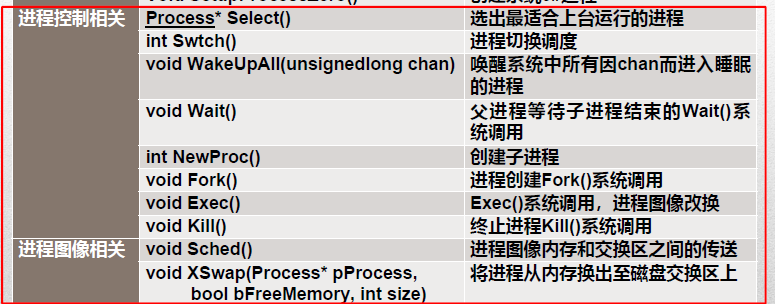 进程控制相关 Process* Select() 选出最适合上台运行的进程
int Swtch() 进程切换调度
void WakeUpAll(unsignedlong chan) 唤醒系统中所有因chan而进入睡眠
的进程
void Wait() 父进程等待子进程结束的Wait()系
统调用
int NewProc() 创建子进程
void Fork() 进程创建Fork()系统调用
void Exec() Exec()系统调用，进程图像改换
void Kill() 终止进程Kill()系统调用
进程图像相关 void Sched() 进程图像内存和交换区之间的传送
void XSwap(Process* pProcess, 将进程从内存换出至磁盘交换区上
bool bFreeMemory, int size)